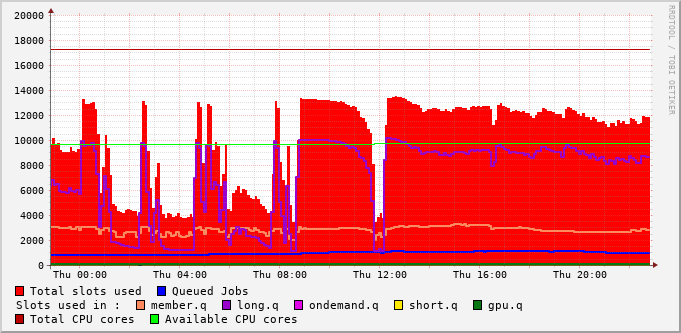 20000
18000
16000
14000
12000
10000
8000
6000
4000
2000
0
Thu 00:00 Thu 04:00 Thu 08:00 Thu 12:00 Thu 16:00 Thu 20:00
Total slots used Queued Jobs
Slots used in : member.q long.q ondemand.q short.q gpu.q
Total CPU cores Available CPU cores
RRDTOOL / TOBI OETIKER